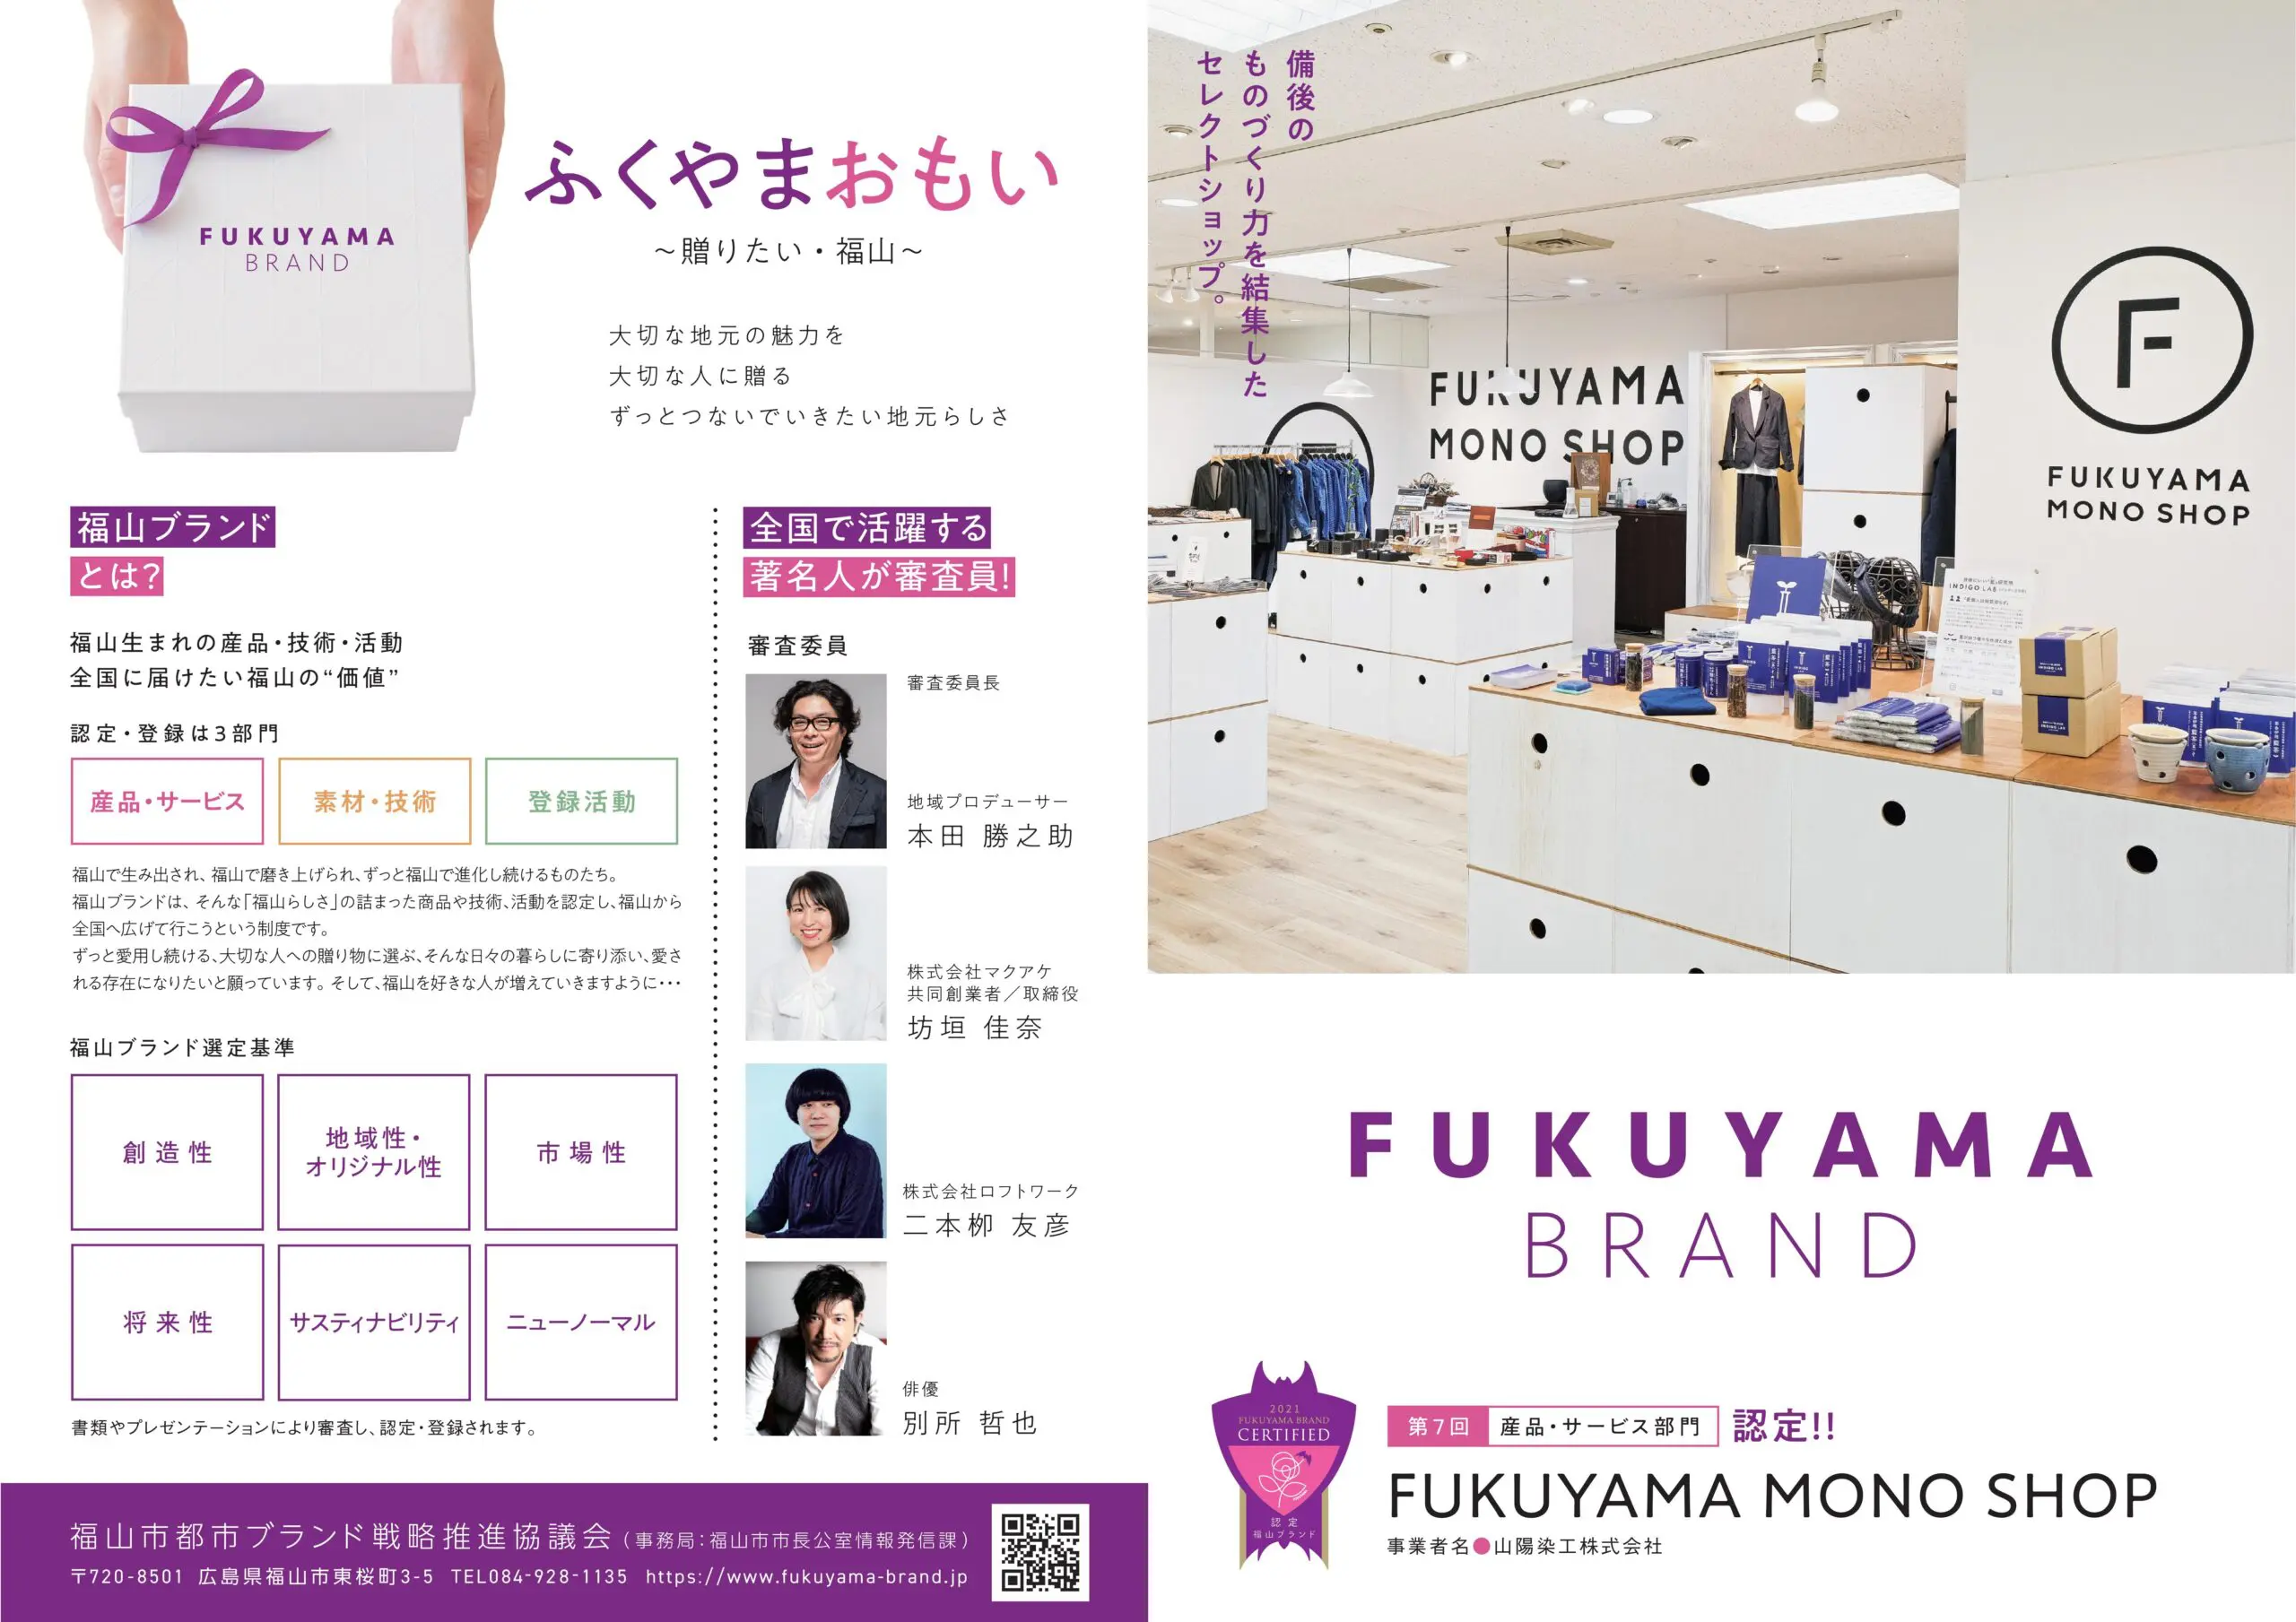 FUKUYAMA
BRAND
ふくやまおもい
～贈りたい・福山～
大切な地元の魅力を
大切な人に贈る
ずっとつないでいきたい地元らしさ
福山ブランド
とは?
福山生まれの産品・技術・活動
全国に届けたい福山の“価値”
認定・登録は3部門
産品・サービス
素材・技術
登録活動
福山で生み出され、福山で磨き上げられ、ずっと福山で進化し続けるものたち。
福山ブランドは、そんな「福山らしさ」の詰まった商品や技術、活動を認定し、福山から
全国へ広げて行こうという制度です。
ずっと愛用し続ける、大切な人への贈り物に選ぶ、そんな日々の暮らしに寄り添い、愛さ
れる存在になりたいと願っています。そして、福山を好きな人が増えていきますように・・・
福山ブランド選定基準
創造性
地域性・
オリジナル性
市場性
将来性
サスティナビリティ
ニューノーマル
書類やプレゼンテーションにより審査し、認定・登録されます。
全国で活躍する
著名人が審査員!
審査委員
審査委員長
地域プロデューサー
本田 勝之助
株式会社マクアケ
共同創業者／取締役
坊垣 佳奈
株式会社ロフトワーク
二本栁 友彦
俳優
別所 哲也
福山市都市ブランド戦略推進協議会（事務局：福山市市長公室情報発信課）
〒720-8501 広島県福山市東桜町3-5 TEL084-928-1135 https://www.fukuyama-brand.jp
備後の
ものづくり力を結集した
セレクトショップ。
FUKUYAMA
MONO SHOP
F
FUKUYAMA
MONO SHOP
INDIGO LAB
FUKUYAMA
BRAND
2021
FUKUYAMA BRAND
CERTIFIED
認定
福山ブランド
第7回 産品・サービス部門 認定!!
FUKUYAMA MONO SHOP
事業者名●山陽染工株式会社